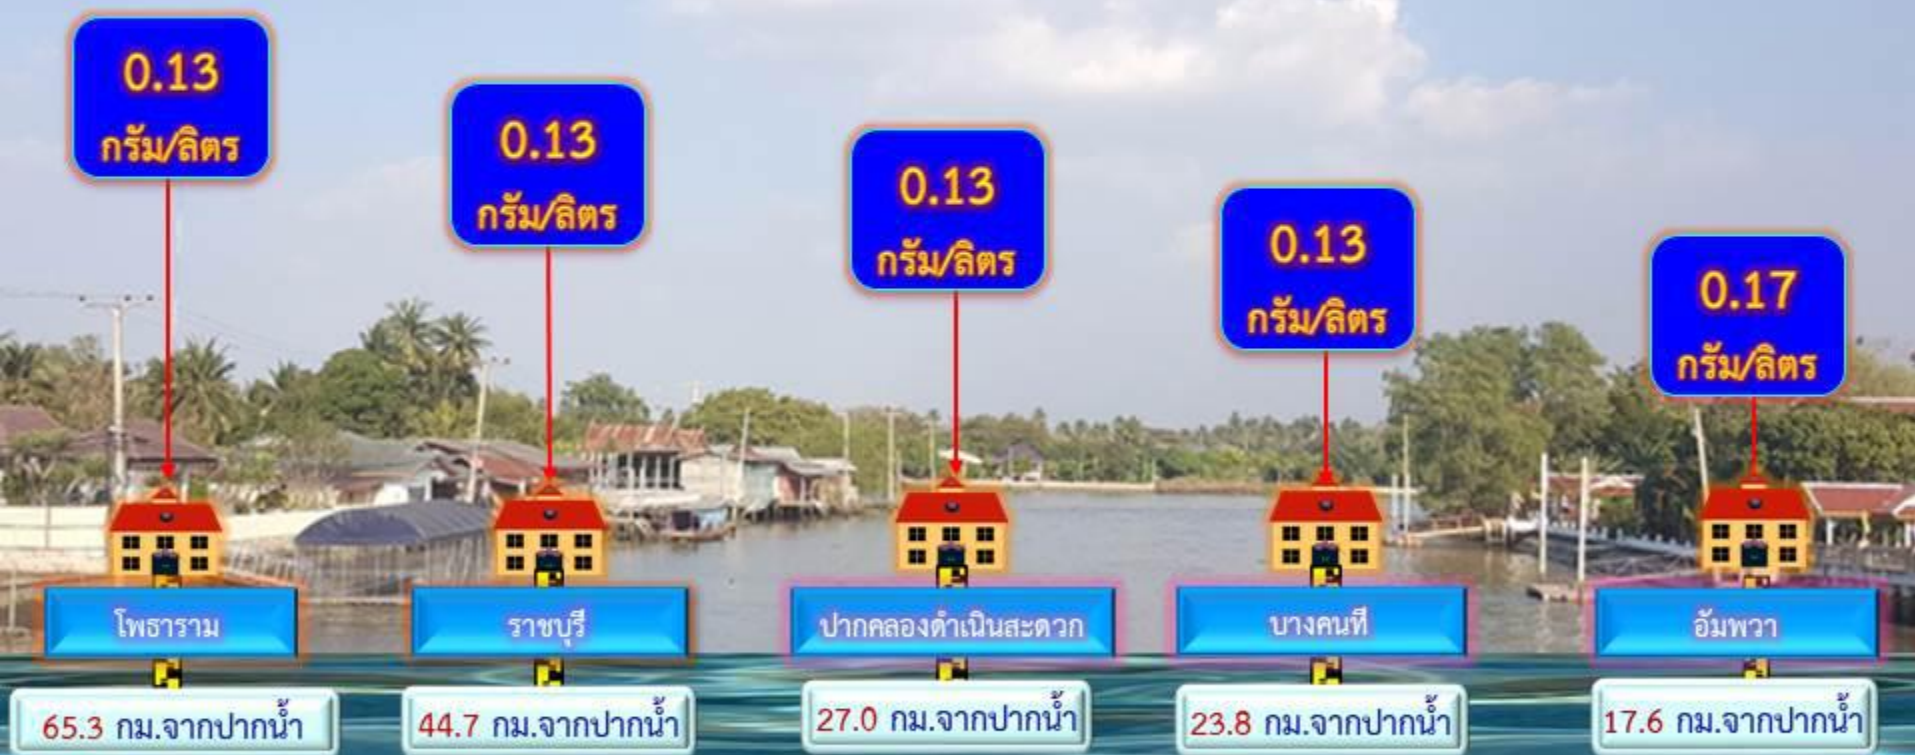 0.13
กรัม/ลิตร
0.13
กรัม/ลิตร
0.13
กรัม/ลิตร
0.13
กรัม/ลิตร
0.17
กรัม/ลิตร
โพธาราม
ราชบุรี
ปากคลองดำเนินสะดวก
บางคนที
อัมพวา
65.3 กม.จากปากน้ำ
44.7 กม.จากปากน้ำ
27.0 กม.จากปากน้ำ
23.8 กม.จากปากน้ำ
17.6 กม.จากปากน้ำ